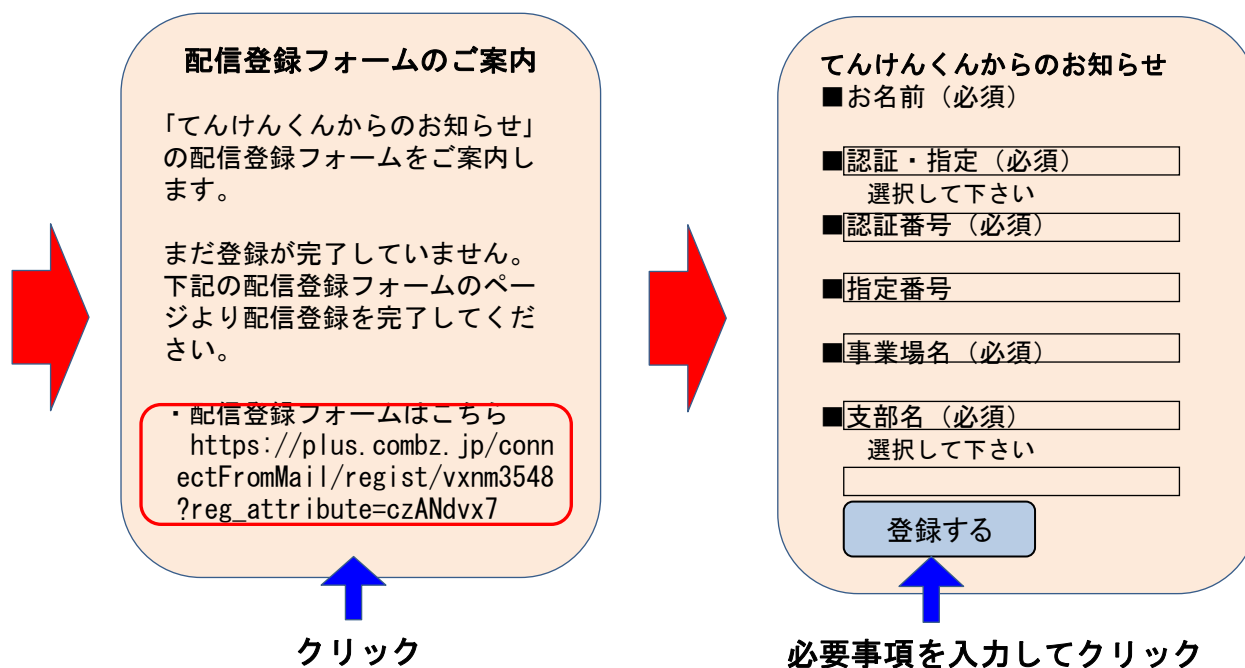 配信登録フォームのご案内
「てんけんくんからのお知らせ」
の配信登録フォームをご案内し
ます。
まだ登録が完了していません。
下記の配信登録フォームのペー
ジより配信登録を完了してくだ
さい。
・配信登録フォームはこちら
https://plus.combz.jp/conn
ectFromMail/regist/vxnm3548
?reg_attribute=czANdvx7
クリック
てんけんくんからのお知らせ
■お名前（必須）
■認証・指定（必須）
選択して下さい
■認証番号（必須）
■指定番号
■事業場名（必須）
■支部名（必須）
選択して下さい
登録する
必要事項を入力してクリック